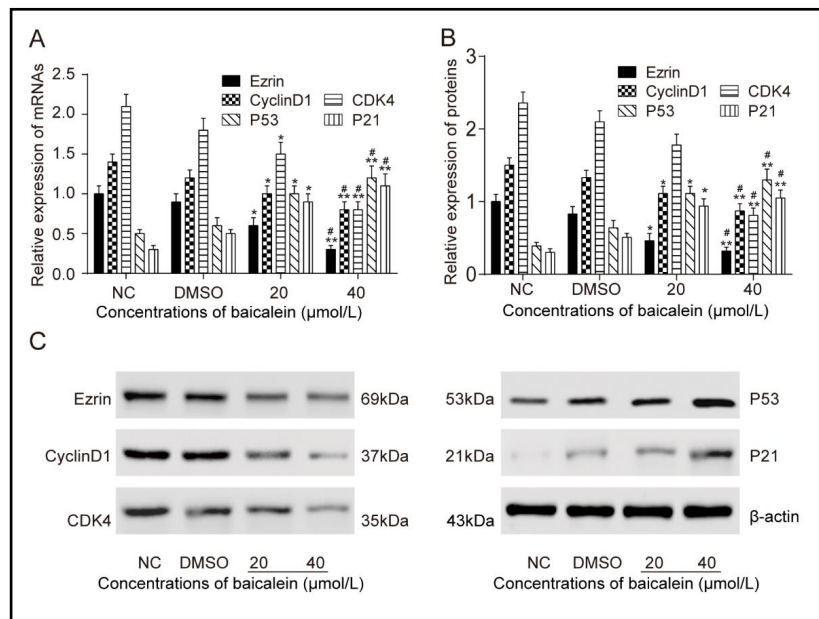 A
Relative expression of mRNAs
2.5
2.0
1.5
1.0
0.5
0.0
Ezrin
CyclinD1
CDK4
P53
P21
* * * * *
# ** # ** # ** # ** # **
NC DMSO 20 40
Concentrations of baicalein (μmol/L)
B
Relative expression of proteins
3
2
1
0
Ezrin
CyclinD1
CDK4
P53
P21
* * * *
# ** # ** # ** # ** # **
NC DMSO 20 40
Concentrations of baicalein (μmol/L)
C
Ezrin 69kDa
CyclinD1 37kDa
CDK4 35kDa
NC DMSO 20 40
Concentrations of baicalein (μmol/L)
53kDa P53
21kDa P21
43kDa β-actin
NC DMSO 20 40
Concentrations of baicalein (μmol/L)